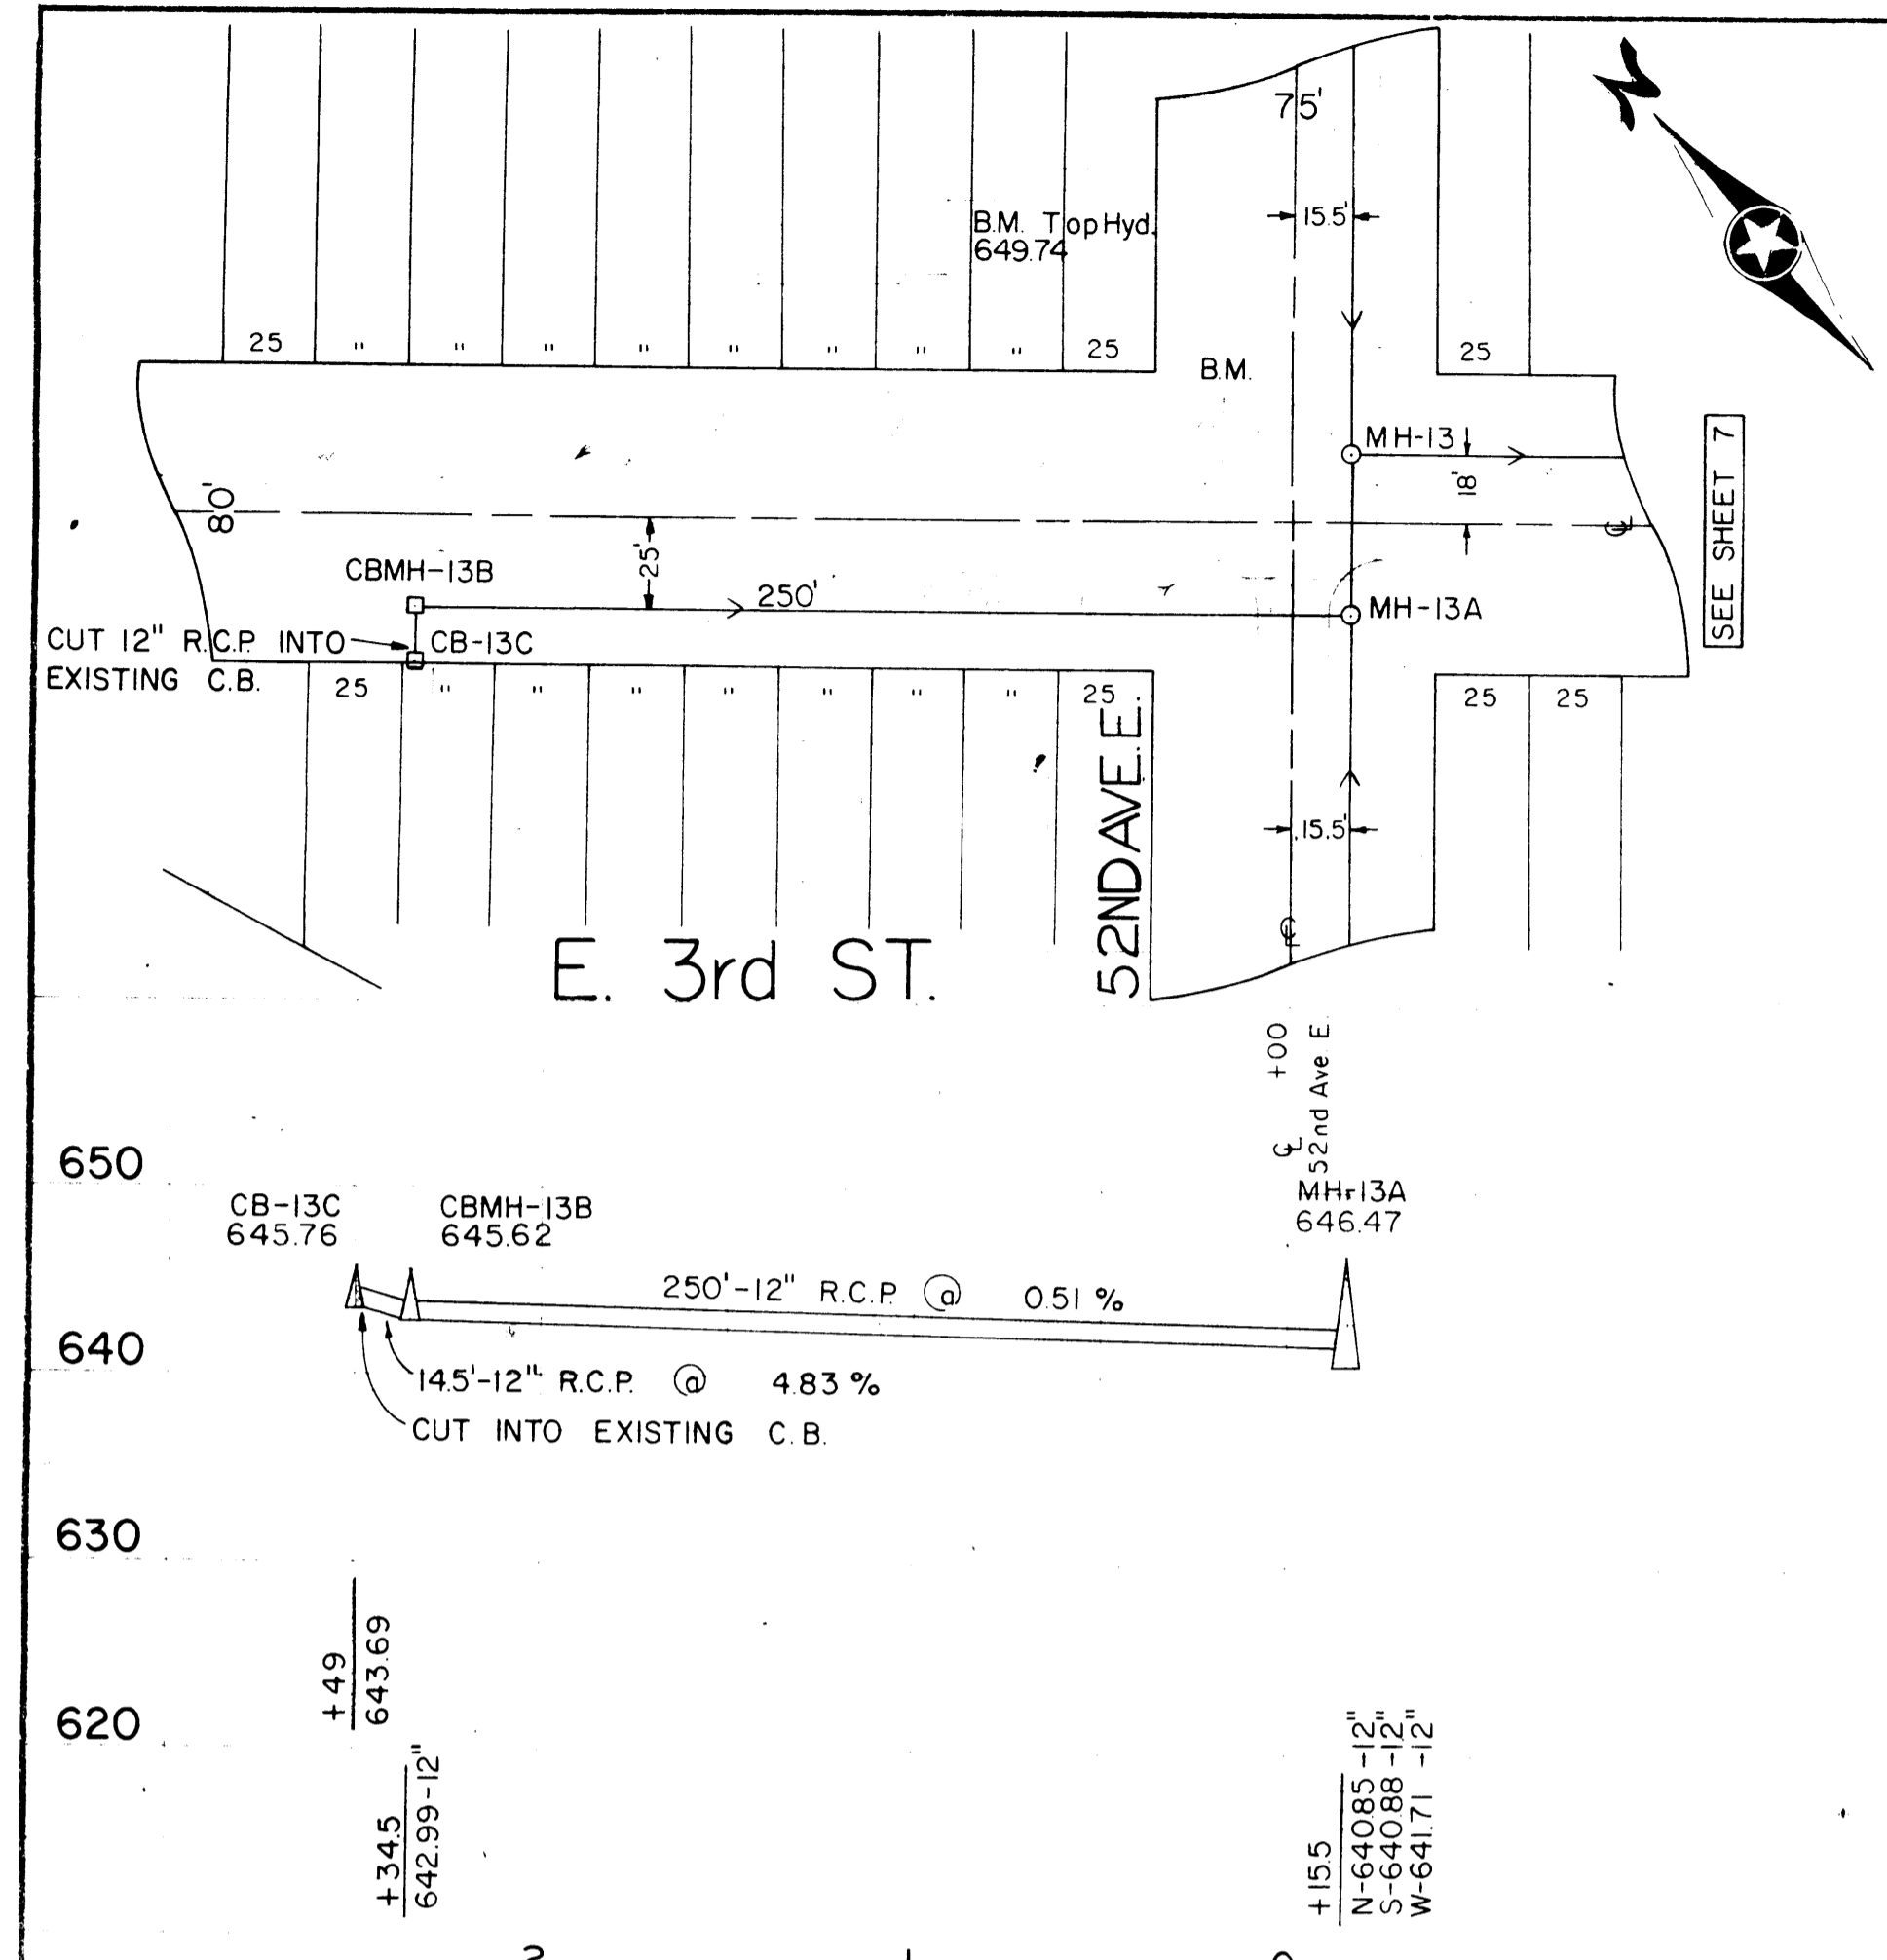 N
75'
15.5'
B.M. Top Hyd.
649.74
25 " " " " " " " " 25
25
B.M.
MH-13
18'
80'
℄
SEE SHEET 7
25'
CBMH-13B
250'
MH-13A
CUT 12" R.C.P. INTO
EXISTING C.B.
CB-13C
25 " " " " " " " 25
25 25
52ND AVE. E.
15.5'
℄
E. 3rd ST.
+00
℄ 52nd Ave E.
650
CB-13C
645.76
CBMH-13B
645.62
MH-13A
646.47
250'-12" R.C.P. @ 0.51 %
640
14.5'-12" R.C.P. @ 4.83 %
CUT INTO EXISTING C.B.
630
+49
643.69
620
+34.5
642.99-12"
+15.5
N-640.85 -12"
S-640.88 -12"
W-641.71 -12"